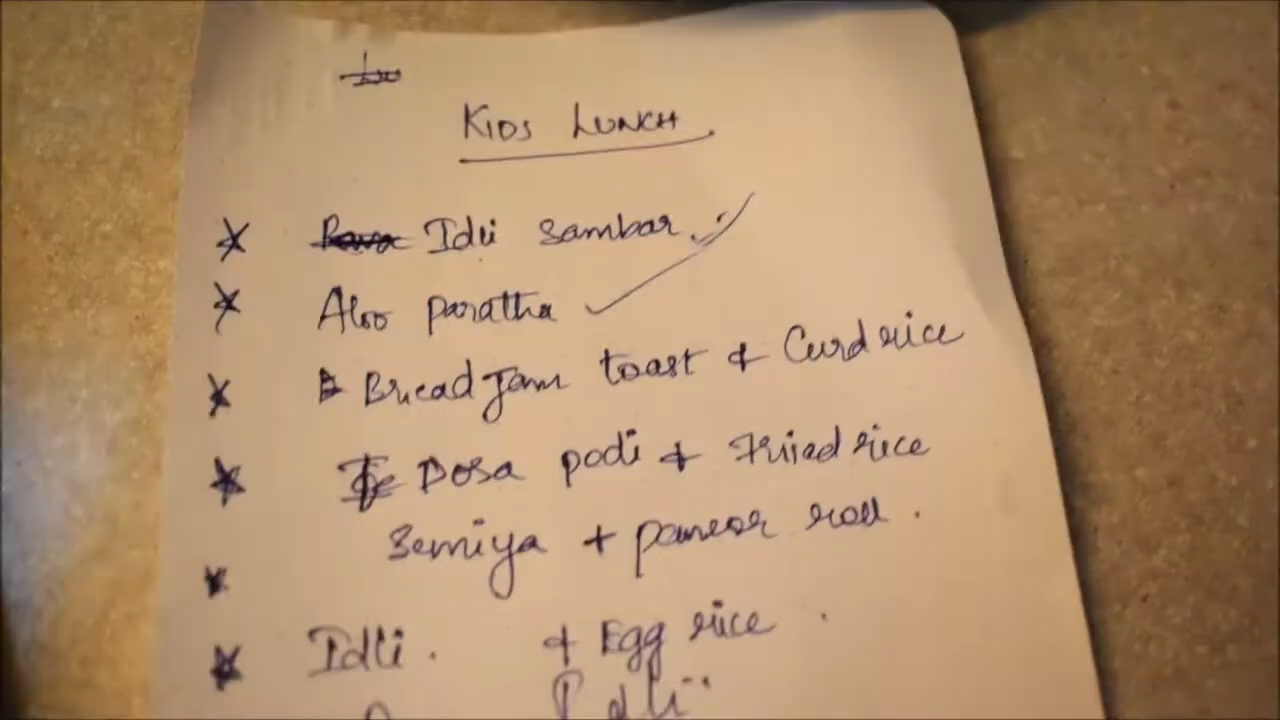 KIDS LUNCH
Idli sambar
Aloo paratha
Bread Jam toast & Curd rice
Dosa podi & Fried rice
Semiya + paneer roll.
Idli. & Egg rice.
Idli